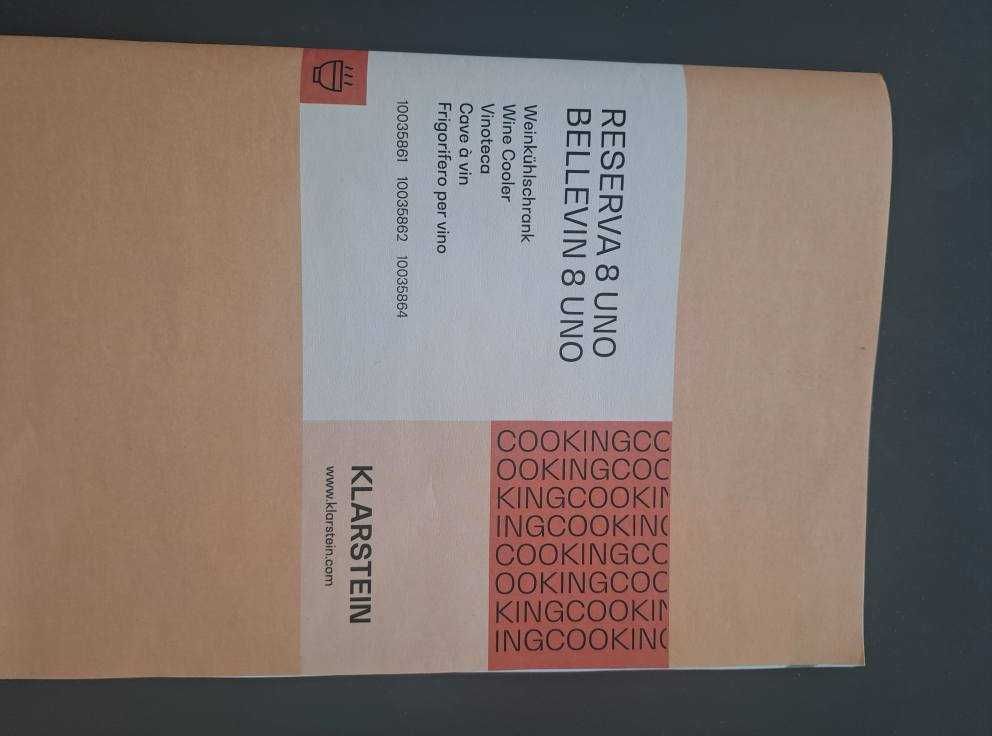 RESERVA 8 UNO
BELLEVIN 8 UNO
Weinkühlschrank
Wine Cooler
Vinoteca
Cave à vin
Frigorifero per vino
10035861 10035862 10035864
KLARSTEIN
www.klarstein.com
COOKINGCO
OOKINGCOO
KINGCOOKIN
INGCOOKING
COOKINGCO
OOKINGCOO
KINGCOOKIN
INGCOOKING